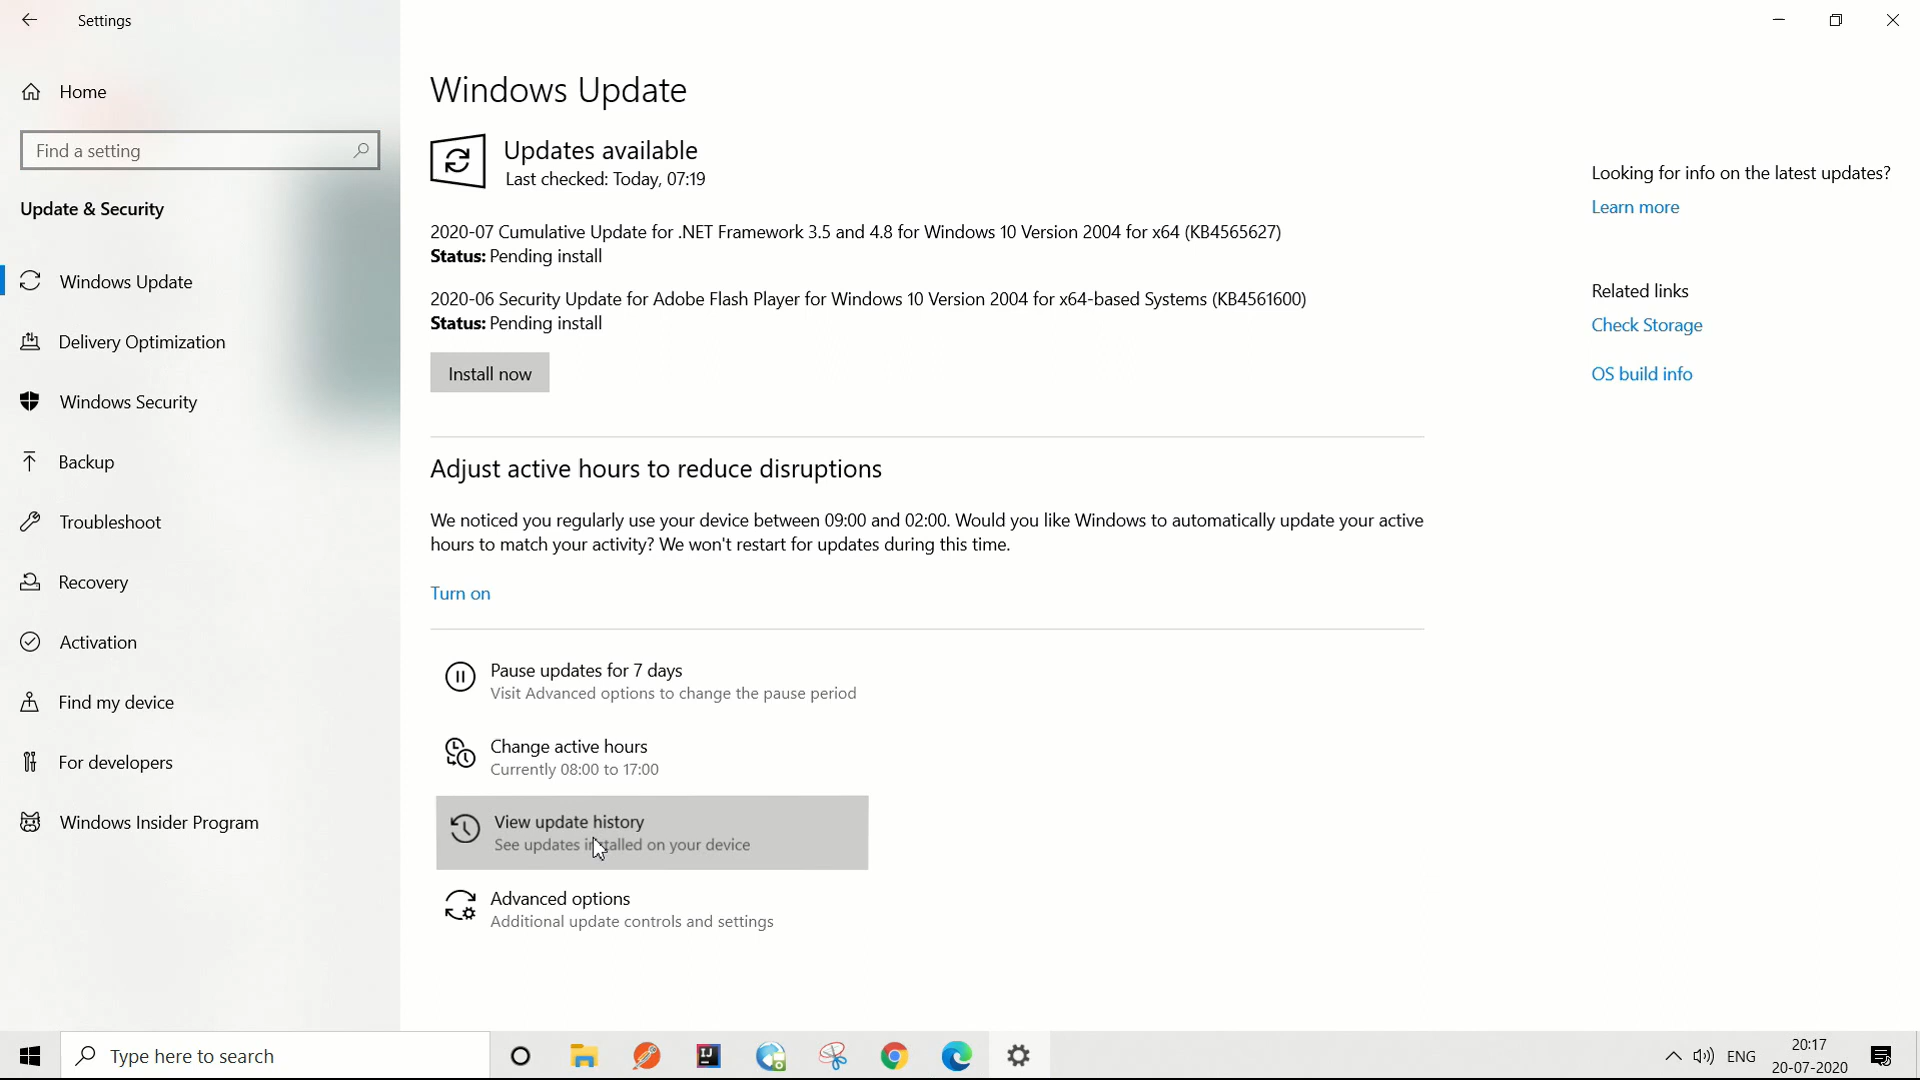 Settings
Home
Find a setting
Update & Security
Windows Update
Delivery Optimization
Windows Security
Backup
Troubleshoot
Recovery
Activation
Find my device
For developers
Windows Insider Program
Windows Update
Updates available
Last checked: Today, 07:19
2020-07 Cumulative Update for .NET Framework 3.5 and 4.8 for Windows 10 Version 2004 for x64 (KB4565627)
Status: Pending install
2020-06 Security Update for Adobe Flash Player for Windows 10 Version 2004 for x64-based Systems (KB4561600)
Status: Pending install
Install now
Adjust active hours to reduce disruptions
We noticed you regularly use your device between 09:00 and 02:00. Would you like Windows to automatically update your active
hours to match your activity? We won't restart for updates during this time.
Turn on
Pause updates for 7 days
Visit Advanced options to change the pause period
Change active hours
Currently 08:00 to 17:00
View update history
See updates installed on your device
Advanced options
Additional update controls and settings
Looking for info on the latest updates?
Learn more
Related links
Check Storage
OS build info
Type here to search
IJ
ENG
20:17
20-07-2020